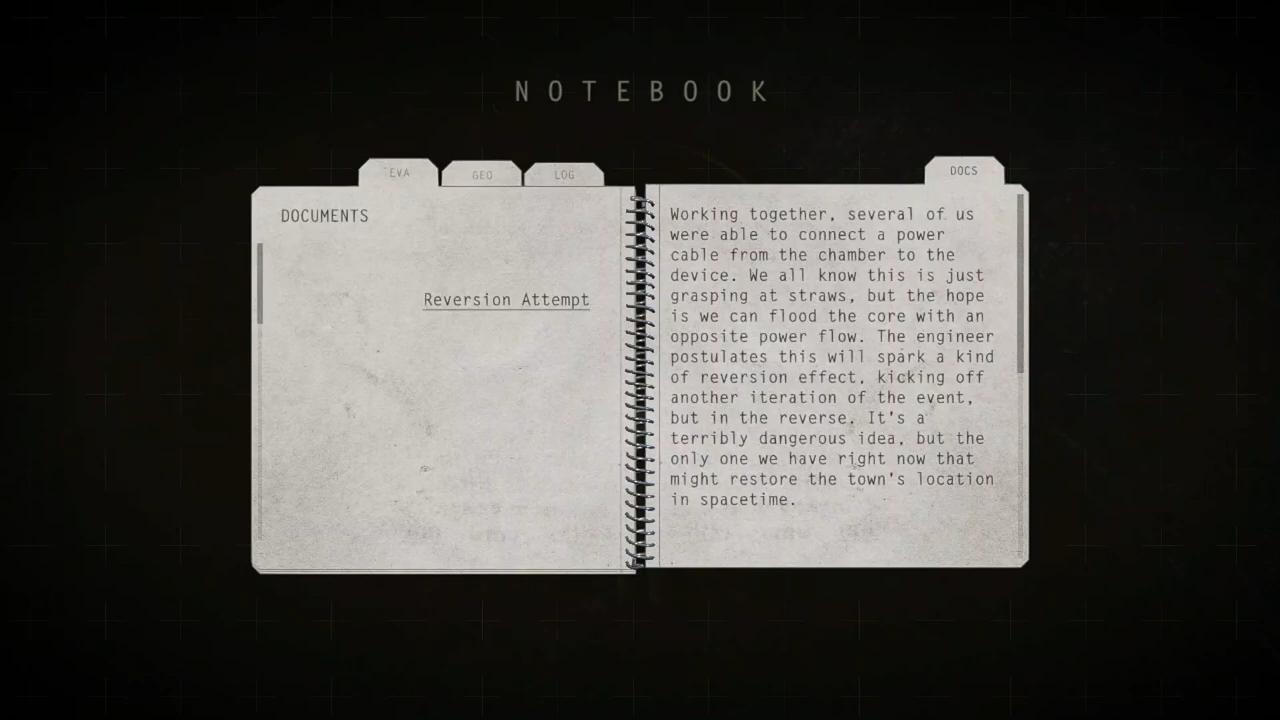 NOTEBOOK
EVA
GEO
LOG
DOCS
DOCUMENTS
Reversion Attempt
Working together, several of us
were able to connect a power
cable from the chamber to the
device. We all know this is just
grasping at straws, but the hope
is we can flood the core with an
opposite power flow. The engineer
postulates this will spark a kind
of reversion effect, kicking off
another iteration of the event,
but in the reverse. It's a
terribly dangerous idea, but the
only one we have right now that
might restore the town's location
in spacetime.